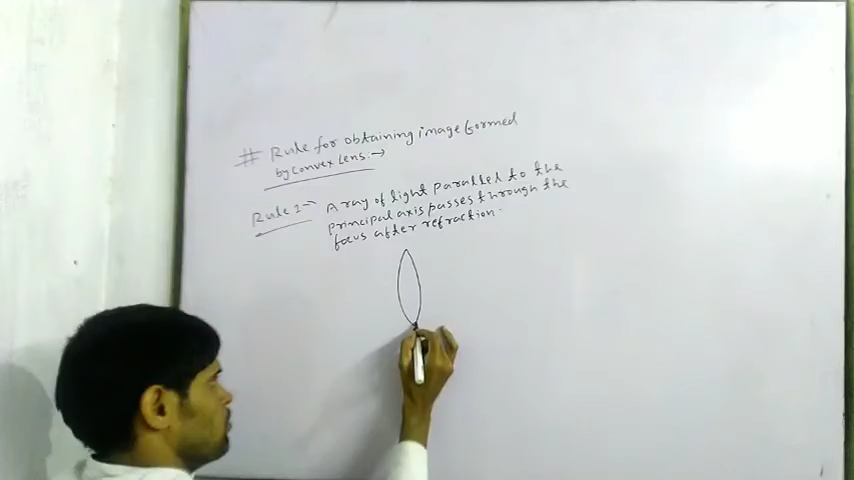 # Rule for obtaining image formed
by convex lens. →
Rule 1 → A ray of light parallel to the
principal axis passes through the
focus after refraction.